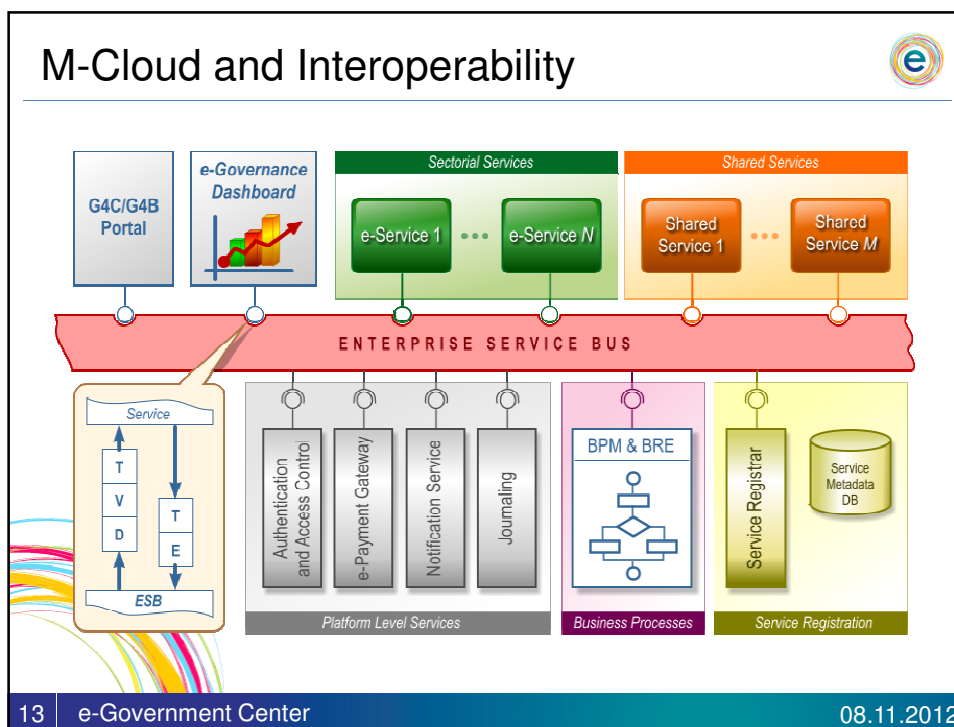 M-Cloud and Interoperability
e
G4C/G4B
Portal
e-Governance
Dashboard
Sectorial Services
e-Service 1
e-Service N
Shared Services
Shared
Service 1
Shared
Service M
ENTERPRISE SERVICE BUS
Service
T
V
D
T
E
ESB
Authentication
and Access Control
e-Payment Gateway
Notification Service
Journaling
Platform Level Services
BPM & BRE
Business Processes
Service Registrar
Service
Metadata
DB
Service Registration
13 e-Government Center 08.11.2012